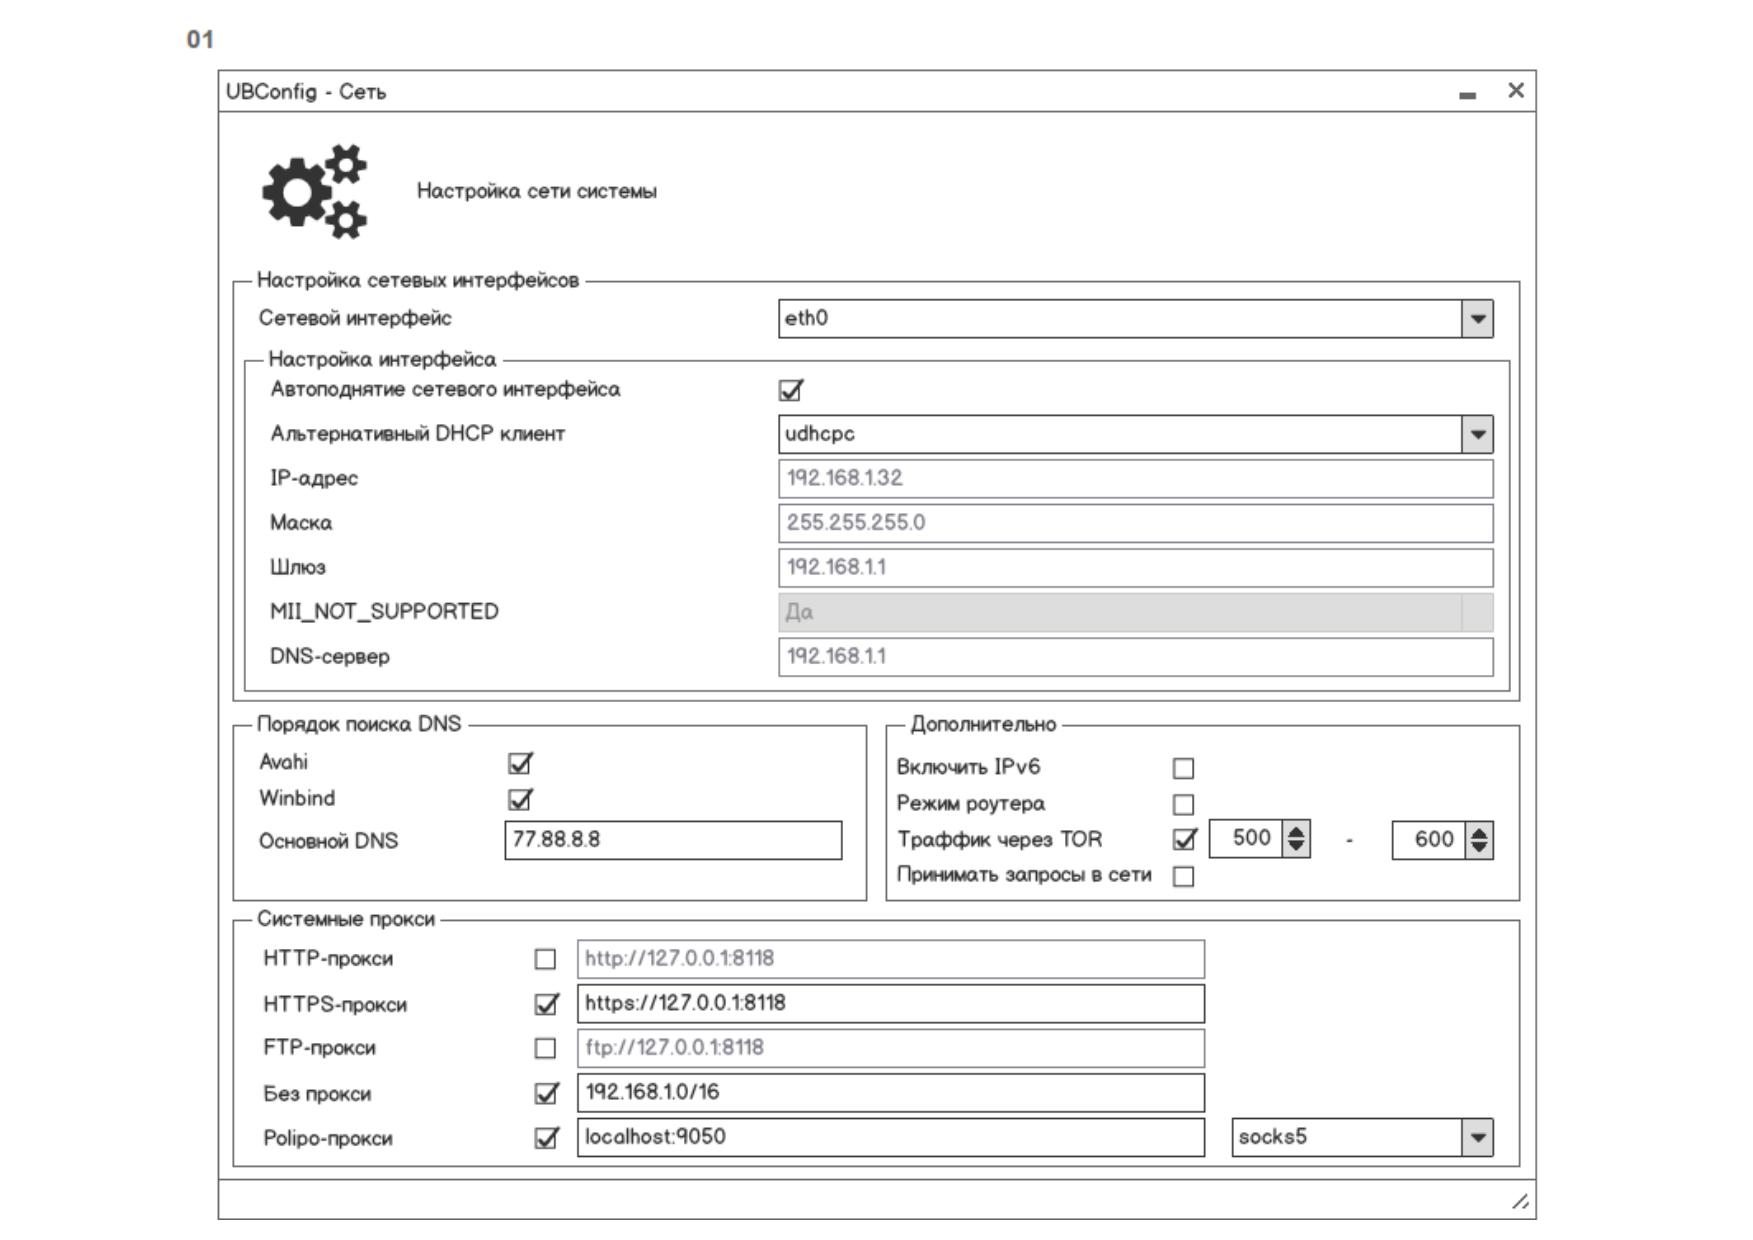 01
UBConfig - Сеть
Настройка сети системы
Настройка сетевых интерфейсов
Сетевой интерфейс eth0
Настройка интерфейса
Автоподнятие сетевого интерфейса
Альтернативный DHCP клиент udhcpc
IP-адрес 192.168.1.32
Маска 255.255.255.0
Шлюз 192.168.1.1
MII_NOT_SUPPORTED Да
DNS-сервер 192.168.1.1
Порядок поиска DNS
Avahi
Winbind
Основной DNS 77.88.8.8
Дополнительно
Включить IPv6
Режим роутера
Траффик через TOR 500 - 600
Принимать запросы в сети
Системные прокси
HTTP-прокси http://127.0.0.1:8118
HTTPS-прокси https://127.0.0.1:8118
FTP-прокси ftp://127.0.0.1:8118
Без прокси 192.168.1.0/16
Polipo-прокси localhost:9050 socks5